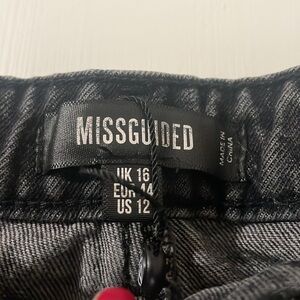 MISSGUIDED
MADE IN
CHINA
UK 16
EUR 44
US 12